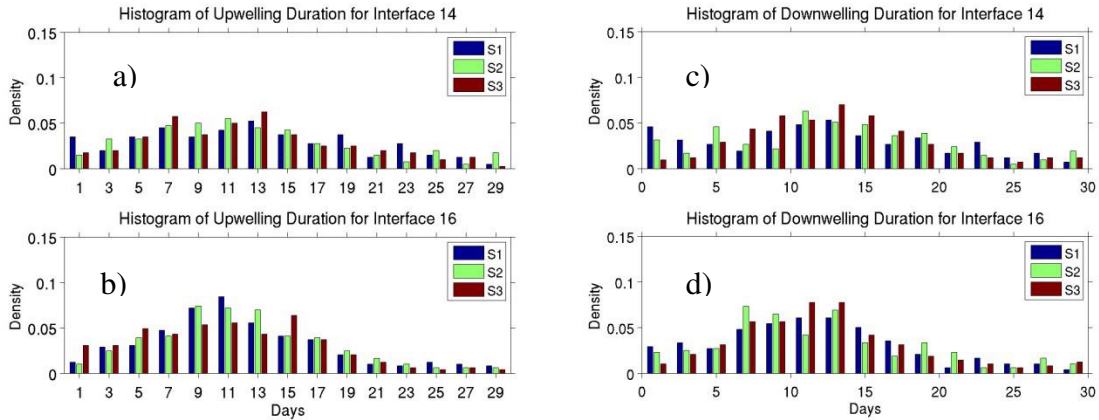 Histogram of Upwelling Duration for Interface 14
0.15
0.1
0.05
0
Density
a)
S1
S2
S3
1 3 5 7 9 11 13 15 17 19 21 23 25 27 29
Histogram of Downwelling Duration for Interface 14
0.15
0.1
0.05
0
Density
c)
S1
S2
S3
0 5 10 15 20 25 30
Histogram of Upwelling Duration for Interface 16
0.15
0.1
0.05
0
Density
b)
S1
S2
S3
1 3 5 7 9 11 13 15 17 19 21 23 25 27 29
Days
Histogram of Downwelling Duration for Interface 16
0.15
0.1
0.05
0
Density
d)
S1
S2
S3
0 5 10 15 20 25 30
Days